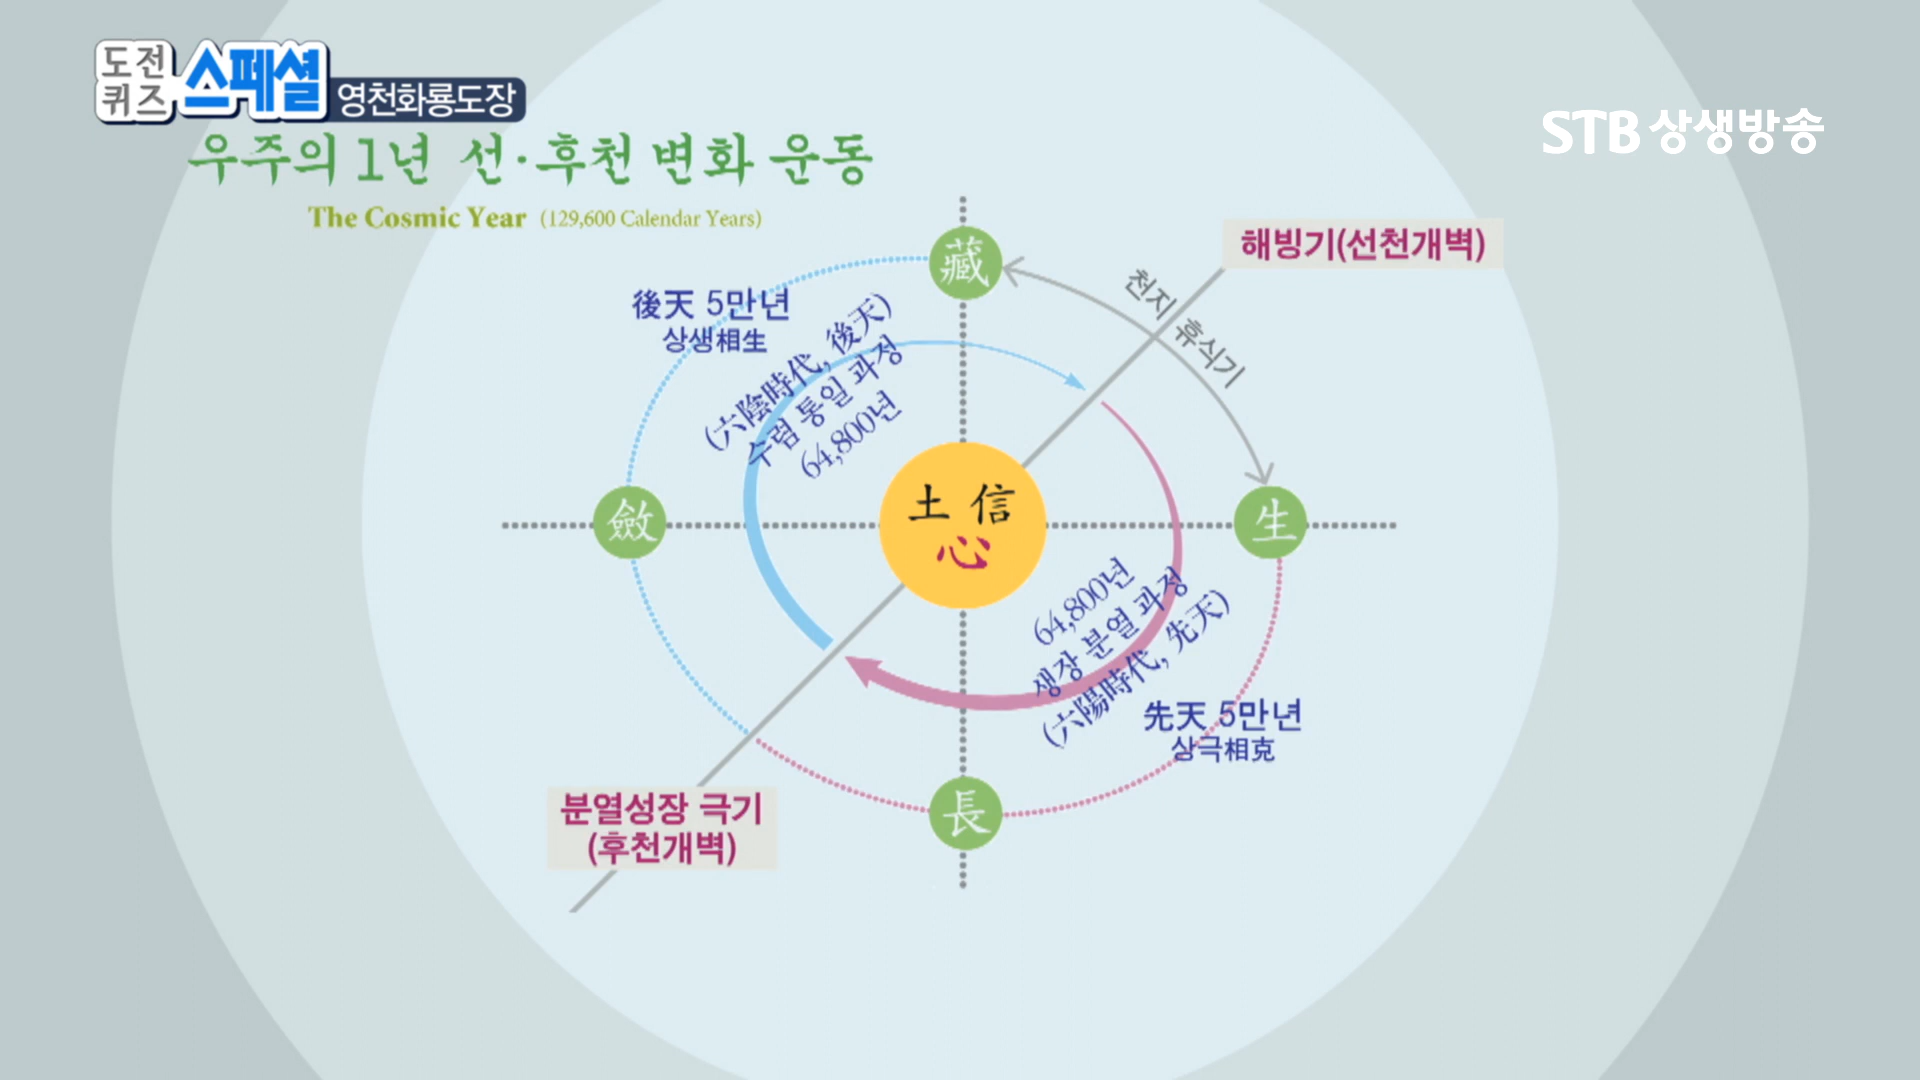 도전
퀴즈
스페셜
영천화룡도장
STB 상생방송
우주의 1년 선·후천 변화 운동
The Cosmic Year (129,600 Calendar Years)
藏
해빙기(선천개벽)
천지 휴식기
後天 5만년
상생相生
(六陰時代, 後天)
수렴 통일 과정
64,800년
斂
土 信
心
生
64,800년
생장 분열 과정
(六陽時代, 先天)
先天 5만년
상극相克
분열성장 극기
(후천개벽)
長